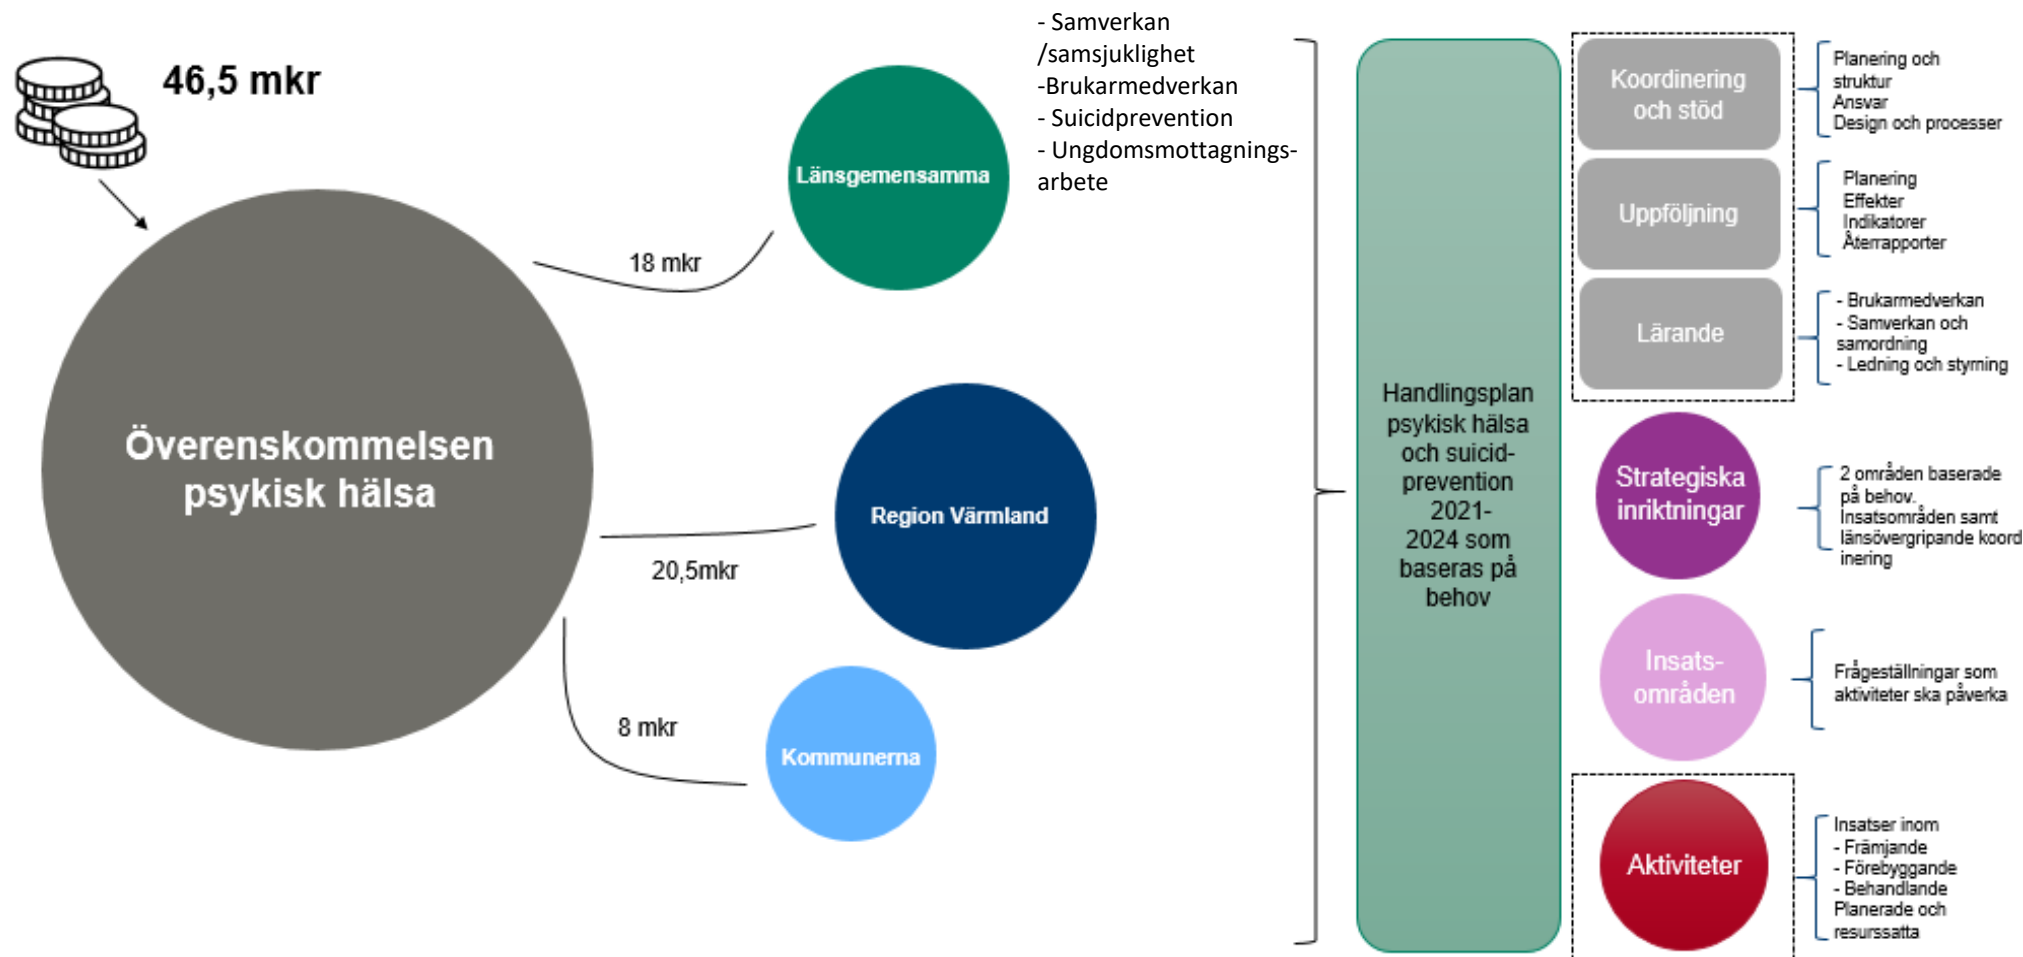 46,5 mkr
Överenskommelsen
psykisk hälsa
18 mkr
20,5mkr
8 mkr
Länsgemensamma
Region Värmland
Kommunerna
- Samverkan
/samsjuklighet
-Brukarmedverkan
- Suicidprevention
- Ungdomsmottagnings-
arbete
Handlingsplan
psykisk hälsa
och suicid-
prevention
2021-
2024 som
baseras på
behov
Koordinering
och stöd
Planering och
struktur
Ansvar
Design och processer
Uppföljning
Planering
Effekter
Indikatorer
Återrapporter
Lärande
- Brukarmedverkan
- Samverkan och
samordning
- Ledning och styrning
Strategiska
inriktningar
2 områden baserade
på behov.
Insatsområden samt
länsövergripande koord
inering
Insats-
områden
Frågeställningar som
aktiviteter ska påverka
Aktiviteter
Insatser inom
- Främjande
- Förebyggande
- Behandlande
Planerade och
resurssatta